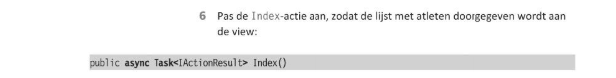 6 Pas de Index-actie aan, zodat de lijst met atleten doorgegeven wordt aan
de view:
public async Task<IActionResult> Index()